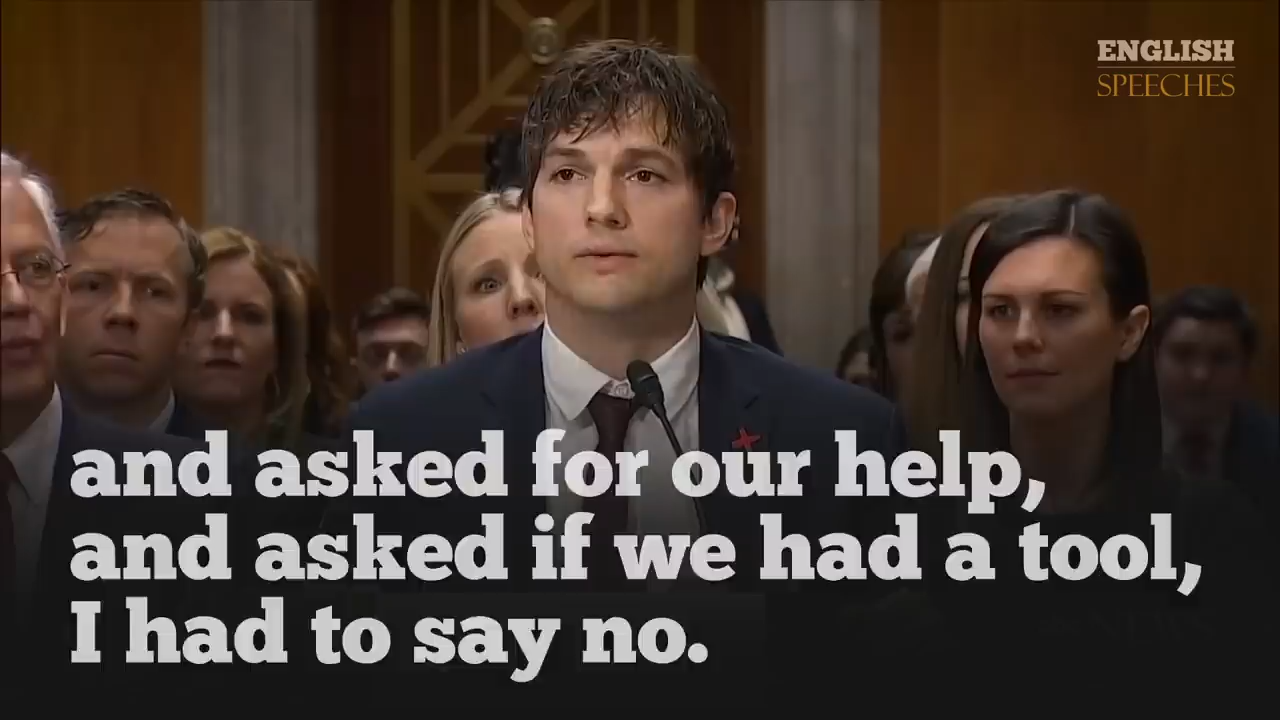 ENGLISH
SPEECHES
and asked for our help,
and asked if we had a tool,
I had to say no.